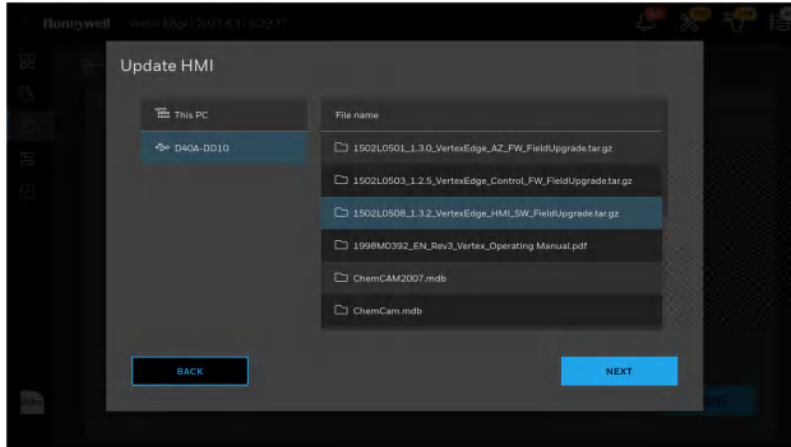 Honeywell
Update HMI
This PC
File name
D40A-DD10
1502L0501_1.3.0_VertexEdge_AZ_FW_FieldUpgrade.tar.gz
1502L0503_1.2.5_VertexEdge_Control_FW_FieldUpgrade.tar.gz
1502L0508_1.3.2_VertexEdge_HMI_SW_FieldUpgrade.tar.gz
1998M0392_EN_Rev3_Vertex_Operating Manual.pdf
ChemCAM2007.mdb
ChemCam.mdb
BACK
NEXT
Adm